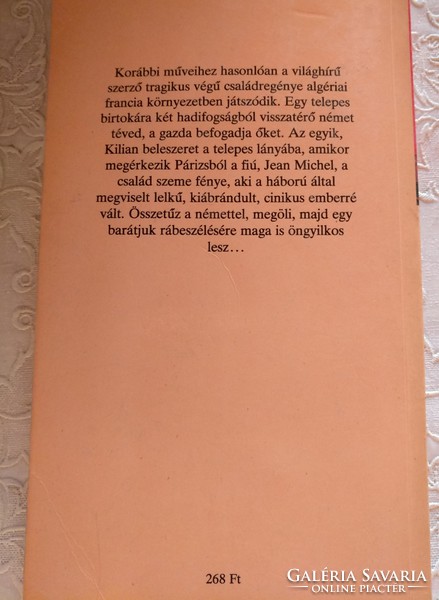 Korábbi műveihez hasonlóan a világhírű
szerző tragikus végű családregénye algériai
francia környezetben játszódik. Egy telepes
birtokára két hadifogságból visszatérő német
téved, a gazda befogadja őket. Az egyik,
Kilian beleszeret a telepes lányába, amikor
megérkezik Párizsból a fiú, Jean Michel, a
család szeme fénye, aki a háború által
megviselt lelkű, kiábrándult, cinikus emberré
vált. Összetűz a némettel, megöli, majd egy
barátjuk rábeszélésére maga is öngyilkos
lesz…
268 Ft
GALÉRIA SAVARIA
ONLINE PIACTÉR